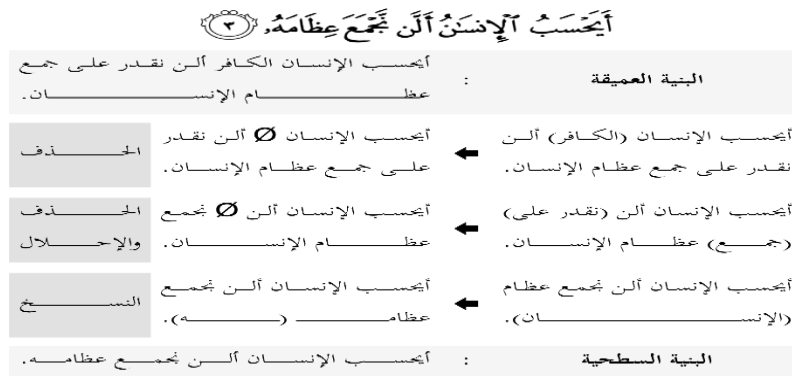 أَيَحْسَبُ ٱلْإِنسَٰنُ أَلَّن نَّجْمَعَ عِظَامَهُۥ ٣
البنية العميقة : أيحسب الإنسان الكافر ألن نقدر على جمع
عظام الإنسان.
أيحسب الإنسان (الكافر) ألن ← أيحسب الإنسان Ø ألن نقدر الحذف
نقدر على جمع عظام الإنسان. على جمع عظام الإنسان.
أيحسب الإنسان ألن (نقدر على) ← أيحسب الإنسان ألن Ø نجمع الحذف
(جمع) عظام الإنسان. عظام الإنسان. والإحلال
أيحسب الإنسان ألن نجمع عظام ← أيحسب الإنسان ألن نجمع النسخ
(الإنسان). عظامـ (ـه).
البنية السطحية : أيحسب الإنسان ألن نجمع عظامه.